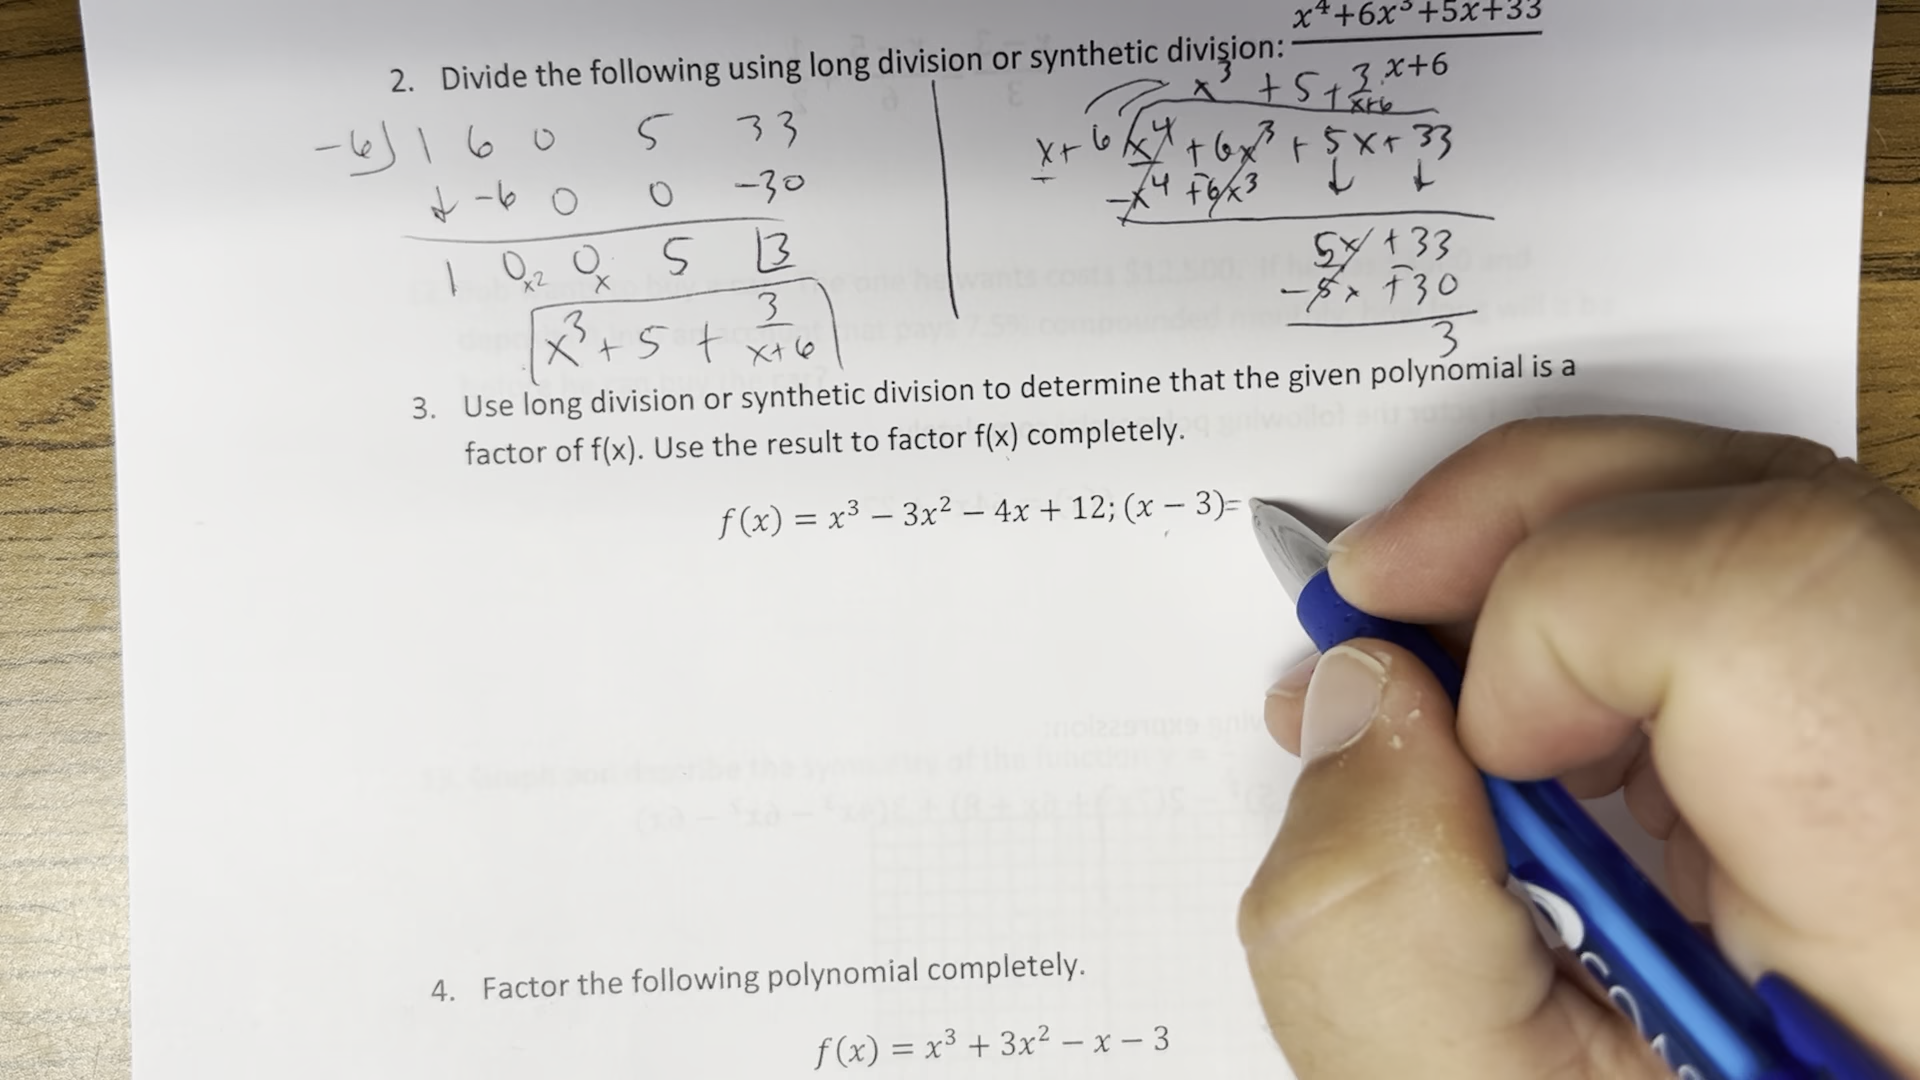 x⁴+6x³+5x+33
2. Divide the following using long division or synthetic division:
x+6
-6) 1 6 0 5 33
↓ -6 0 0 -30
1 0x² 0x 5 3
x³ + 5 + 3/(x+6)
x³ + 5 + 3/(x+6)
x + 6 x⁴ + 6x³ + 5x + 33
-x⁴ + 6x³ ↓ ↓
5x + 33
-5x + 30
3
3. Use long division or synthetic division to determine that the given polynomial is a
factor of f(x). Use the result to factor f(x) completely.
f(x) = x³ − 3x² − 4x + 12; (x − 3)=
4. Factor the following polynomial completely.
f(x) = x³ + 3x² − x − 3